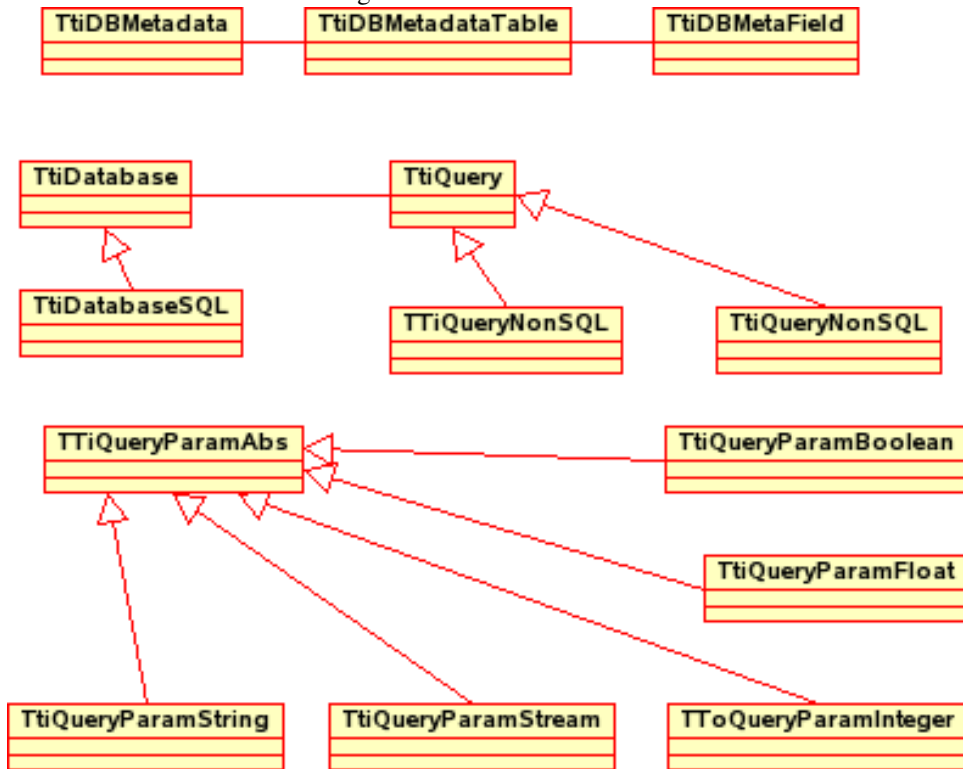 TtiDBMetadata TtiDBMetadataTable TtiDBMetaField
TtiDatabase TtiQuery
TtiDatabaseSQL TTiQueryNonSQL TtiQueryNonSQL
TTiQueryParamAbs TtiQueryParamBoolean
TtiQueryParamFloat
TtiQueryParamString TtiQueryParamStream TToQueryParamInteger